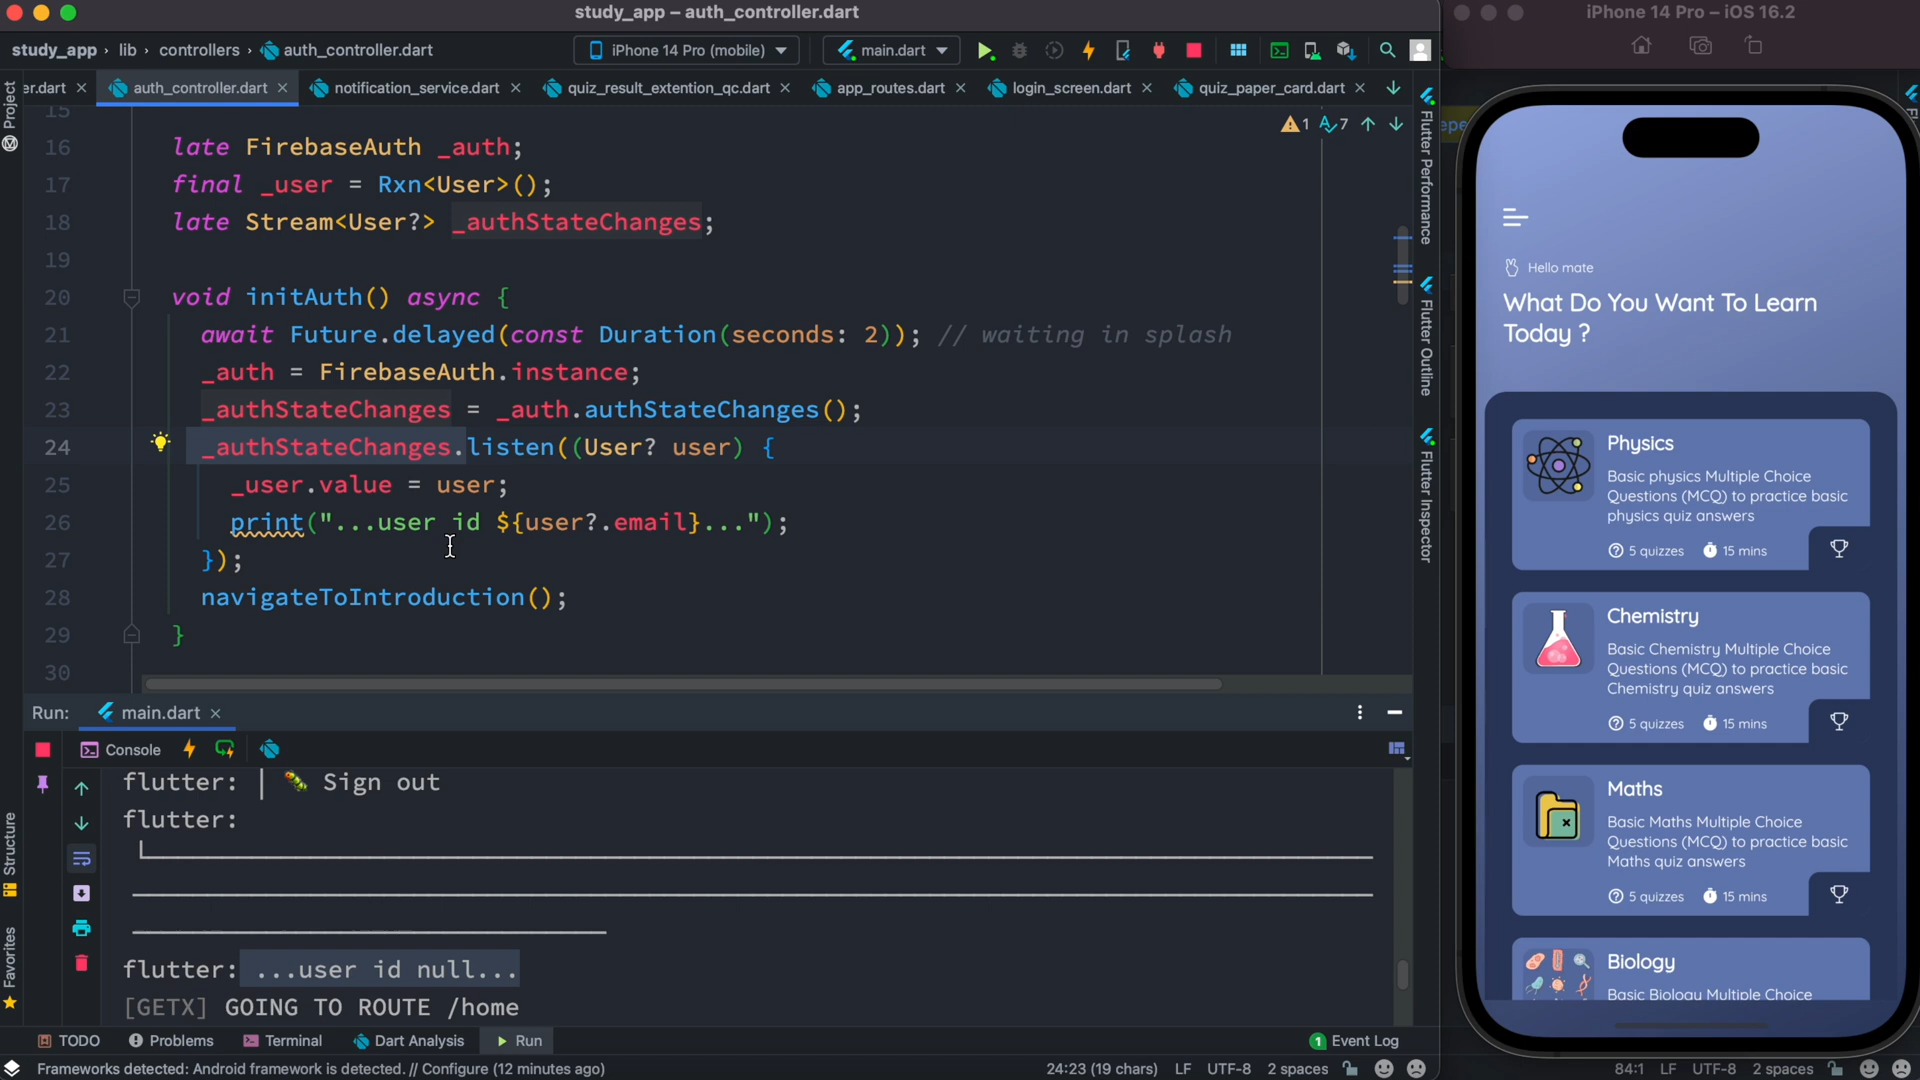 study_app – auth_controller.dart
study_app › lib › controllers › auth_controller.dart
iPhone 14 Pro (mobile)
main.dart
er.dart
auth_controller.dart
notification_service.dart
quiz_result_extention_qc.dart
app_routes.dart
login_screen.dart
quiz_paper_card.dart
Project
Structure
Favorites
1 7
15
16 late FirebaseAuth _auth;
17 final _user = Rxn<User>();
18 late Stream<User?> _authStateChanges;
19
20 void initAuth() async {
21 await Future.delayed(const Duration(seconds: 2)); // waiting in splash
22 _auth = FirebaseAuth.instance;
23 _authStateChanges = _auth.authStateChanges();
24 _authStateChanges.listen((User? user) {
25 _user.value = user;
26 print("...user id ${user?.email}...");
27 });
28 navigateToIntroduction();
29 }
30
Flutter Performance
Flutter Outline
Flutter Inspector
Run: main.dart
Console
flutter: │ 🐛 Sign out
flutter:
flutter: ...user id null...
[GETX] GOING TO ROUTE /home
TODO
Problems
Terminal
Dart Analysis
Run
1 Event Log
Frameworks detected: Android framework is detected. // Configure (12 minutes ago)
24:23 (19 chars) LF UTF-8 2 spaces
iPhone 14 Pro – iOS 16.2
Hello mate
What Do You Want To Learn
Today ?
Physics
Basic physics Multiple Choice
Questions (MCQ) to practice basic
physics quiz answers
5 quizzes 15 mins
Chemistry
Basic Chemistry Multiple Choice
Questions (MCQ) to practice basic
Chemistry quiz answers
5 quizzes 15 mins
Maths
Basic Maths Multiple Choice
Questions (MCQ) to practice basic
Maths quiz answers
5 quizzes 15 mins
Biology
Basic Biology Multiple Choice
84:1 LF UTF-8 2 spaces